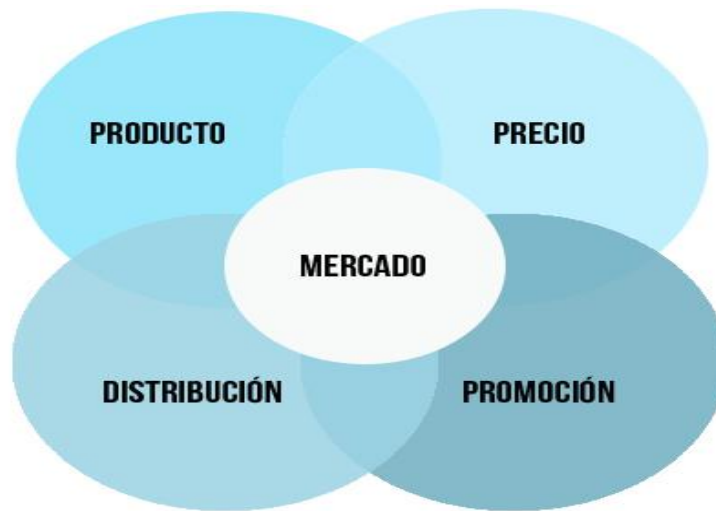 PRODUCTO
PRECIO
MERCADO
DISTRIBUCIÓN
PROMOCIÓN